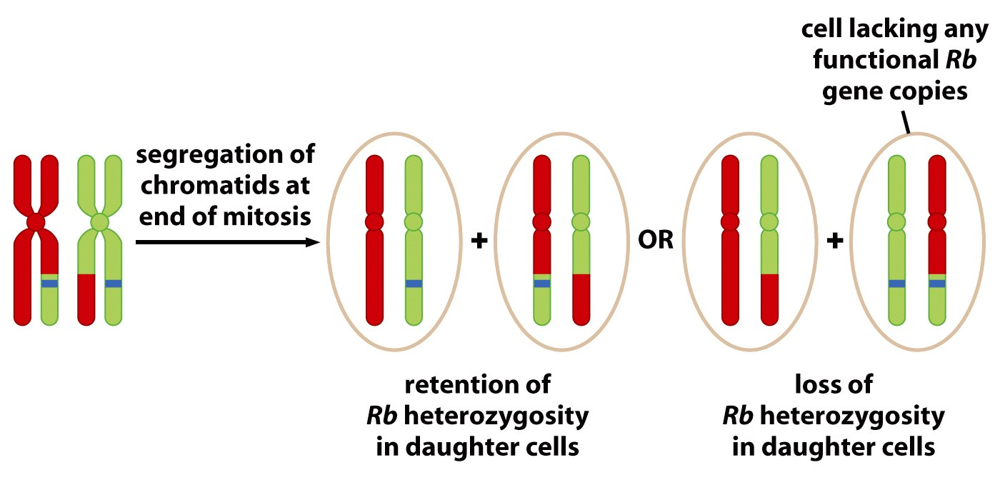 cell lacking any
functional Rb
gene copies
segregation of
chromatids at
end of mitosis
+
OR
+
retention of
Rb heterozygosity
in daughter cells
loss of
Rb heterozygosity
in daughter cells